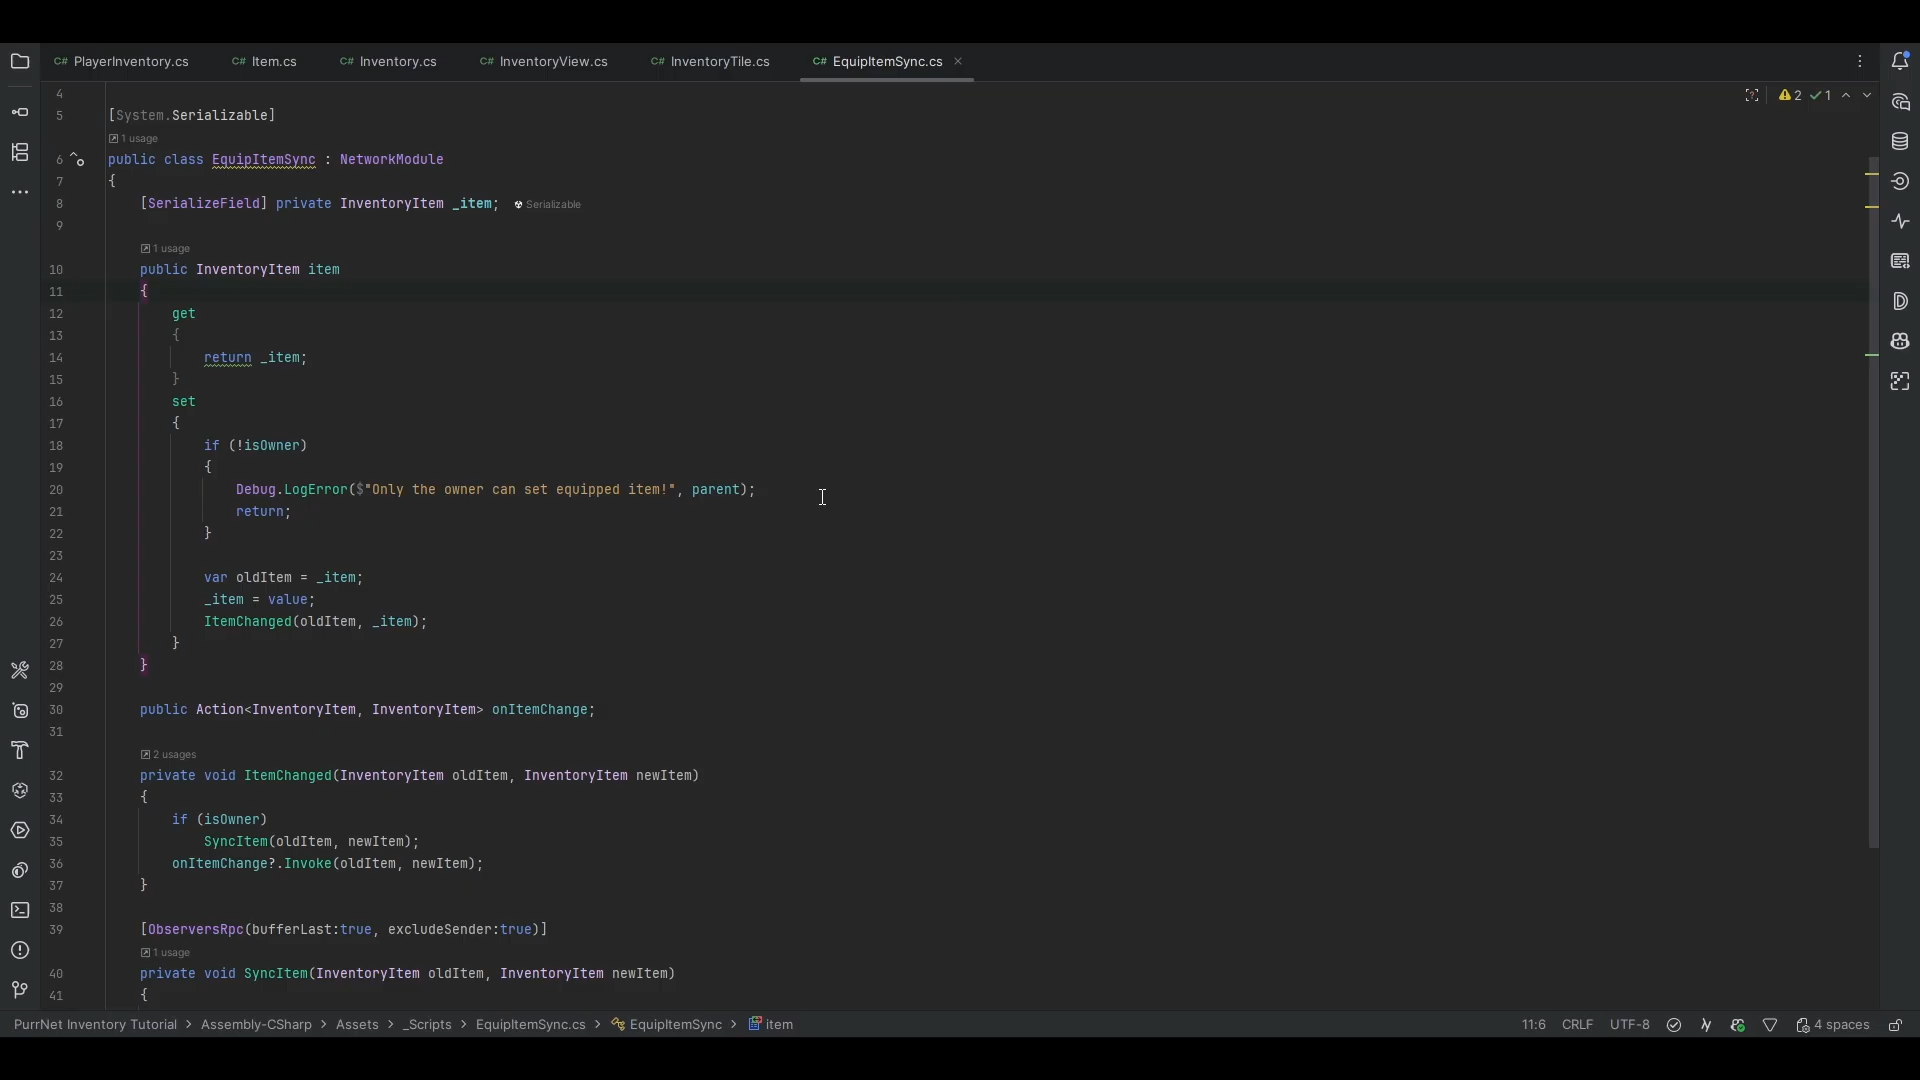 C# PlayerInventory.cs C# Item.cs C# Inventory.cs C# InventoryView.cs C# InventoryTile.cs C# EquipItemSync.cs
2 1
4
5 [System.Serializable]
1 usage
6 public class EquipItemSync : NetworkModule
7 {
8 [SerializeField] private InventoryItem _item; Serializable
9
1 usage
10 public InventoryItem item
11 {
12 get
13 {
14 return _item;
15 }
16 set
17 {
18 if (!isOwner)
19 {
20 Debug.LogError($"Only the owner can set equipped item!", parent);
21 return;
22 }
23
24 var oldItem = _item;
25 _item = value;
26 ItemChanged(oldItem, _item);
27 }
28 }
29
30 public Action<InventoryItem, InventoryItem> onItemChange;
31
2 usages
32 private void ItemChanged(InventoryItem oldItem, InventoryItem newItem)
33 {
34 if (isOwner)
35 SyncItem(oldItem, newItem);
36 onItemChange?.Invoke(oldItem, newItem);
37 }
38
39 [ObserversRpc(bufferLast:true, excludeSender:true)]
1 usage
40 private void SyncItem(InventoryItem oldItem, InventoryItem newItem)
41 {
PurrNet Inventory Tutorial > Assembly-CSharp > Assets > _Scripts > EquipItemSync.cs > EquipItemSync > item 11:6 CRLF UTF-8 4 spaces